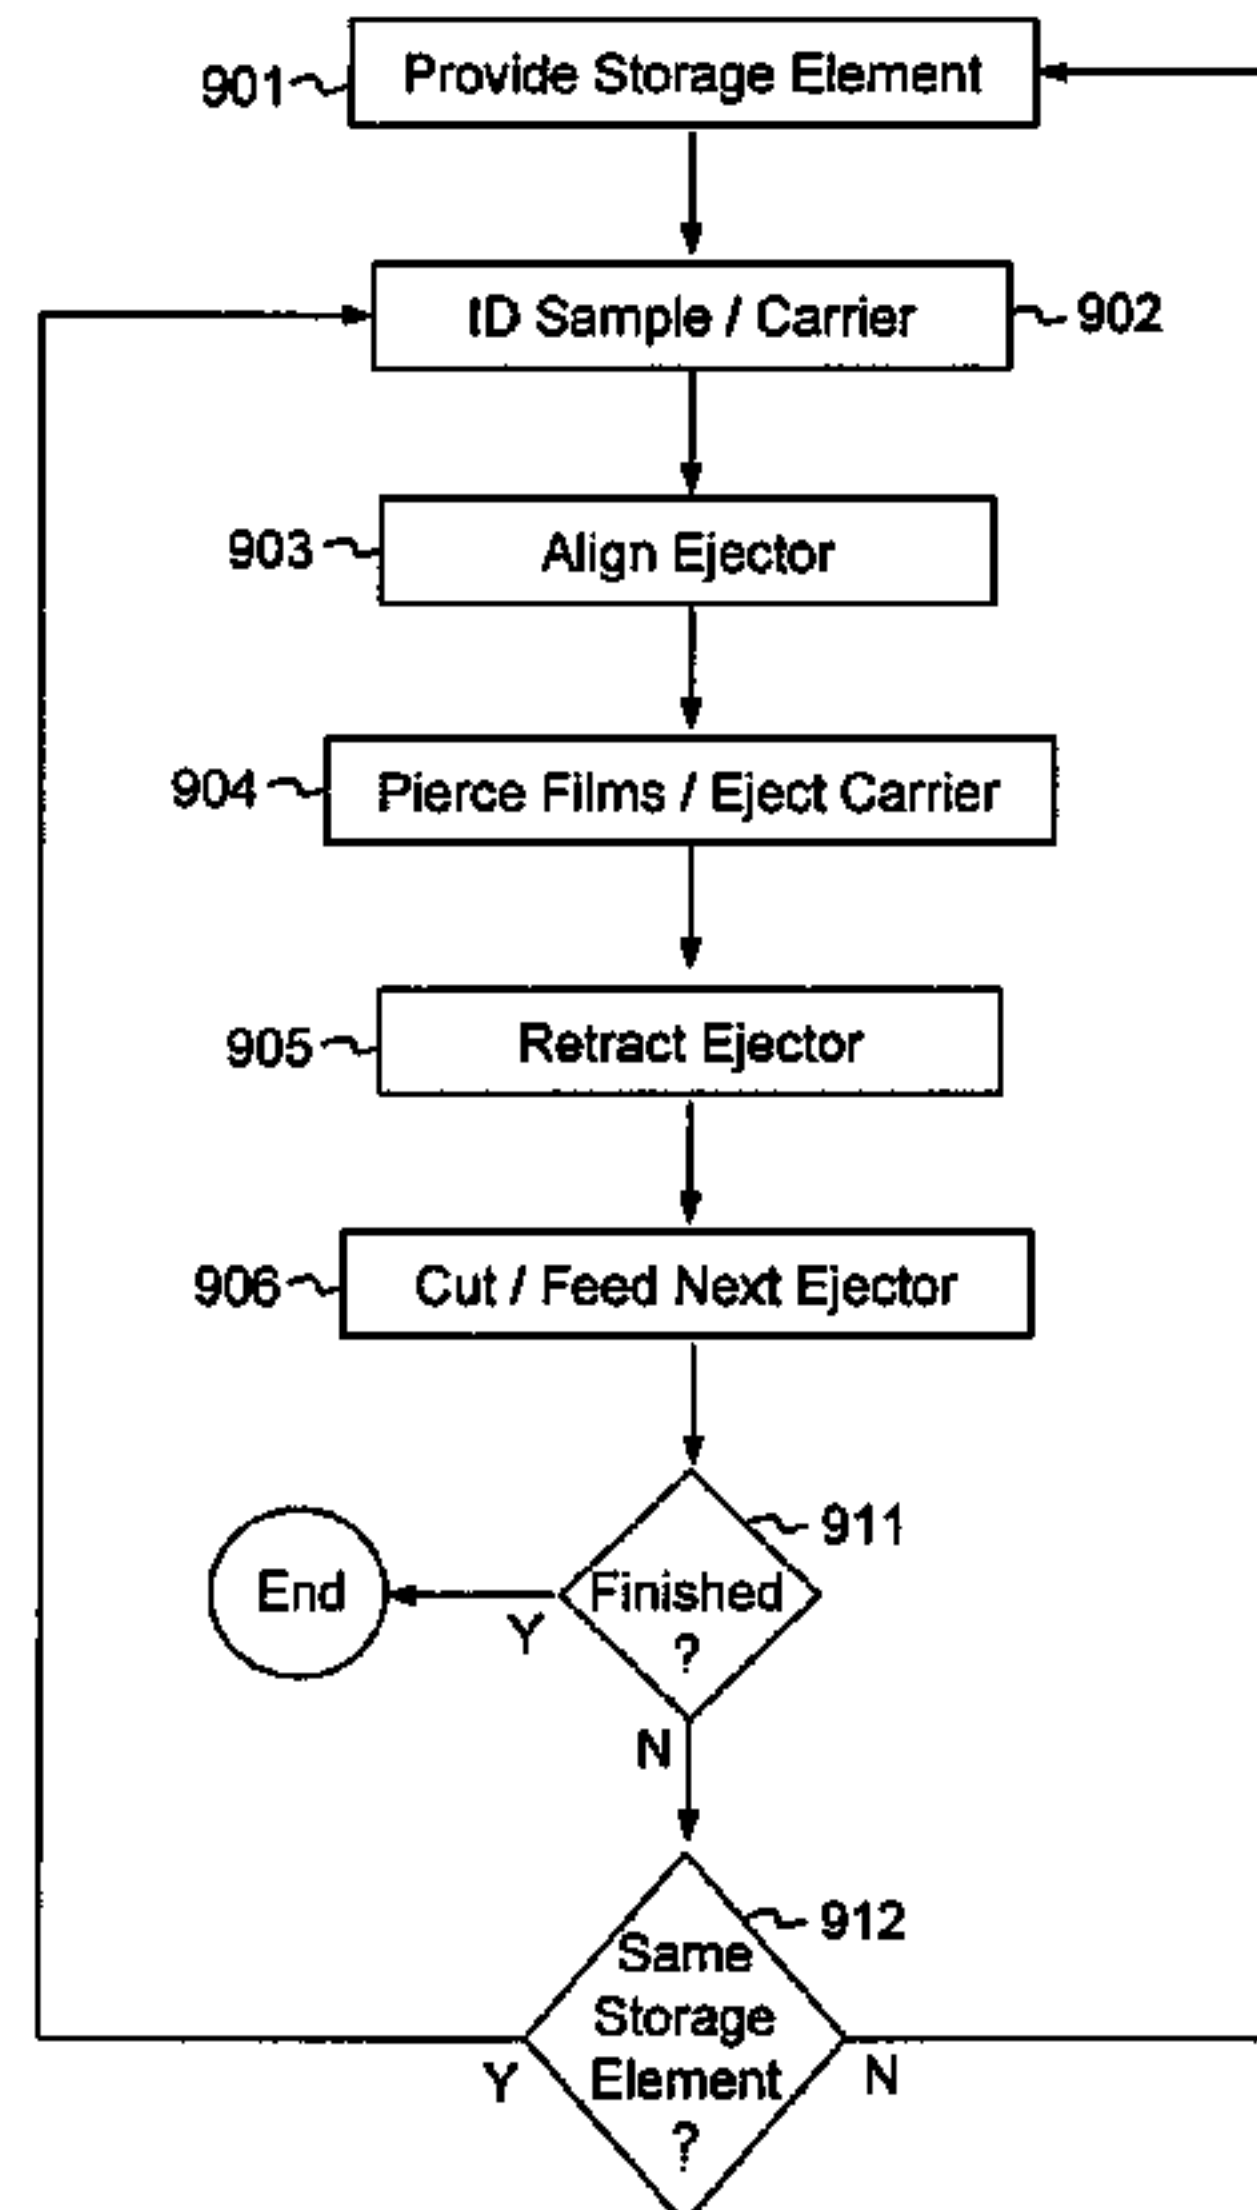 901
Provide Storage Element
ID Sample / Carrier
902
903
Align Ejector
904
Pierce Films / Eject Carrier
905
Retract Ejector
906
Cut / Feed Next Ejector
911
End
Finished
?
Y
N
912
Same
Storage
Element
?
Y
N